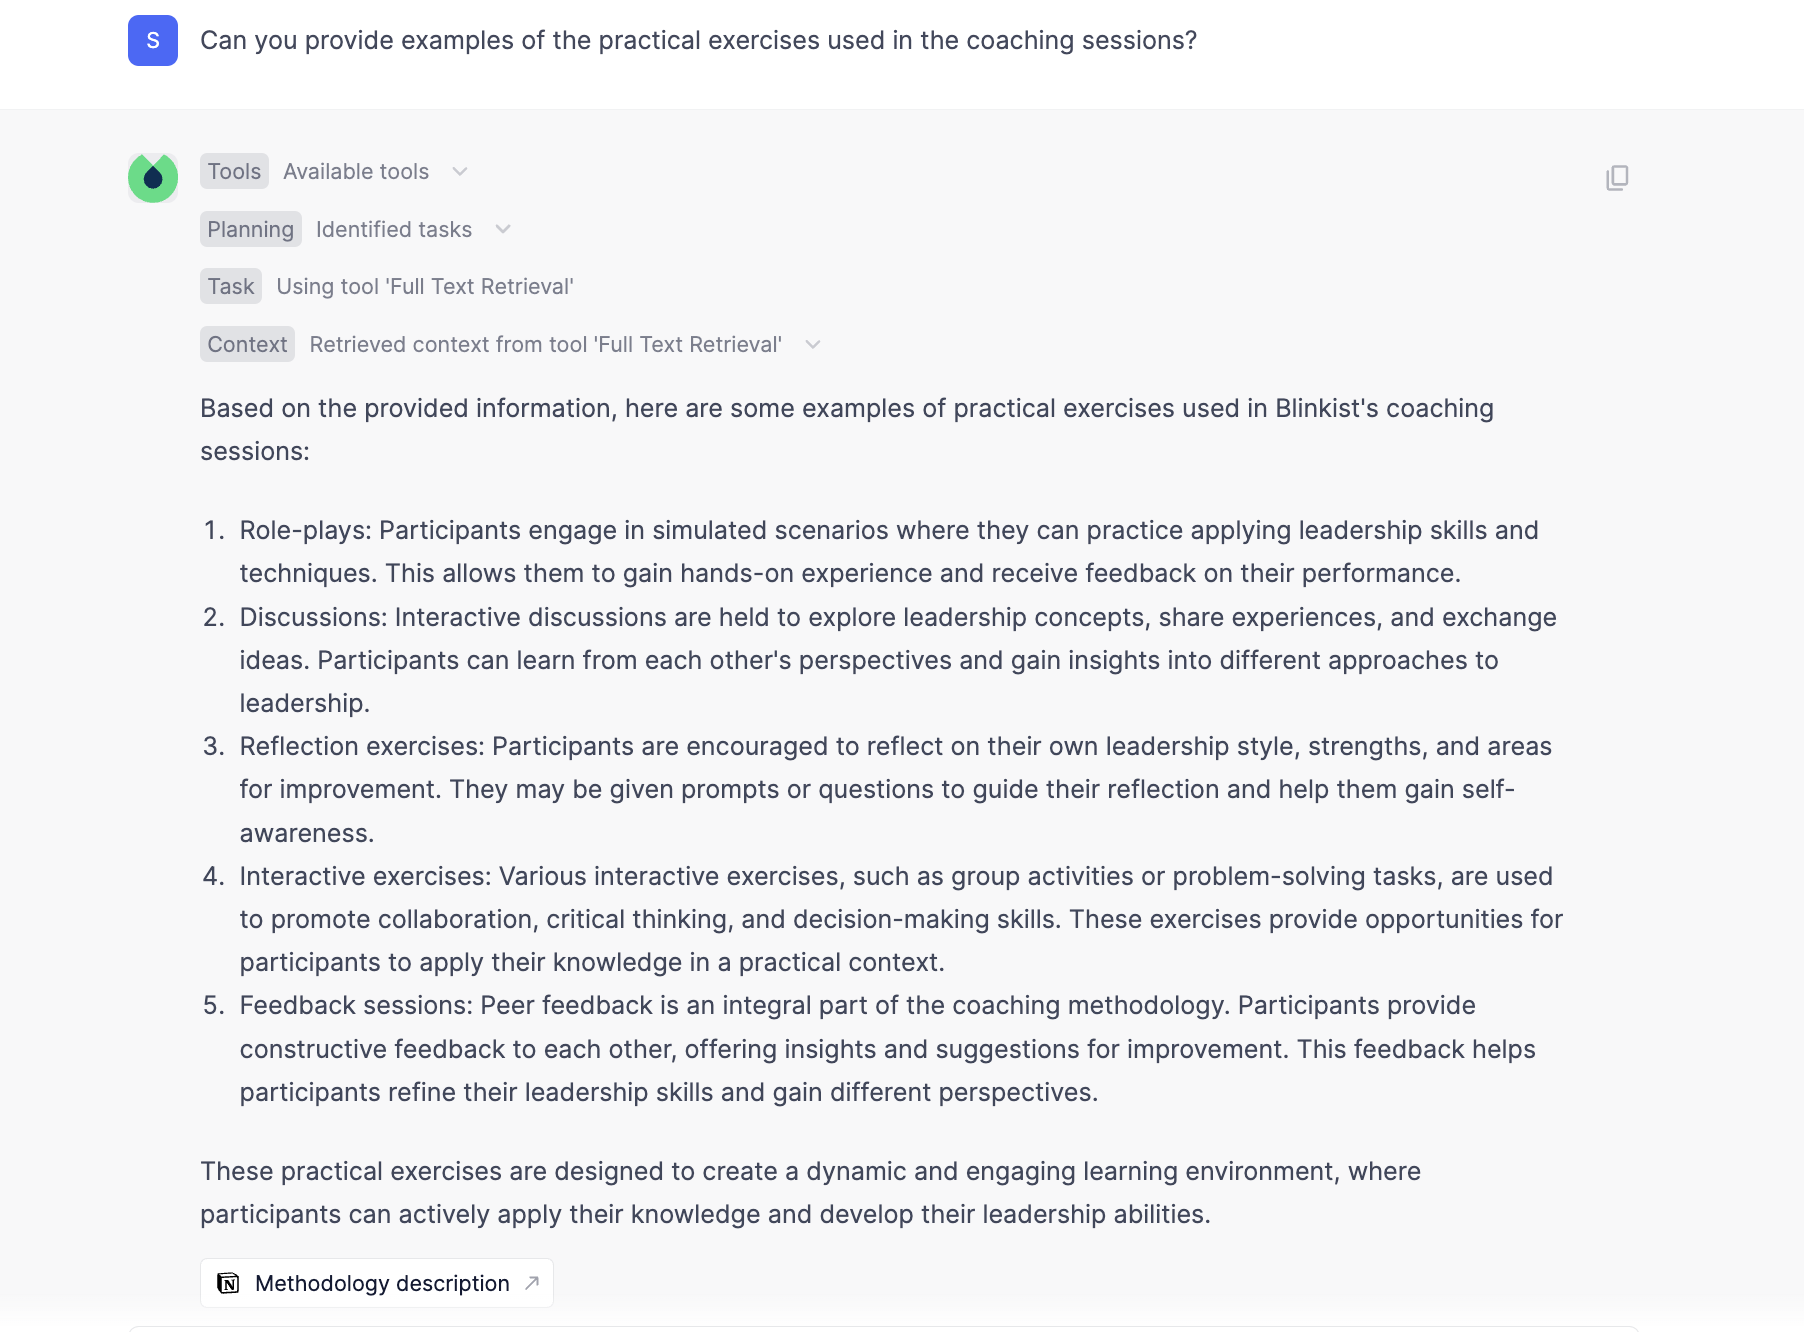 S
Can you provide examples of the practical exercises used in the coaching sessions?
Tools Available tools
Planning Identified tasks
Task Using tool 'Full Text Retrieval'
Context Retrieved context from tool 'Full Text Retrieval'
Based on the provided information, here are some examples of practical exercises used in Blinkist's coaching
sessions:
1. Role-plays: Participants engage in simulated scenarios where they can practice applying leadership skills and
techniques. This allows them to gain hands-on experience and receive feedback on their performance.
2. Discussions: Interactive discussions are held to explore leadership concepts, share experiences, and exchange
ideas. Participants can learn from each other's perspectives and gain insights into different approaches to
leadership.
3. Reflection exercises: Participants are encouraged to reflect on their own leadership style, strengths, and areas
for improvement. They may be given prompts or questions to guide their reflection and help them gain self-
awareness.
4. Interactive exercises: Various interactive exercises, such as group activities or problem-solving tasks, are used
to promote collaboration, critical thinking, and decision-making skills. These exercises provide opportunities for
participants to apply their knowledge in a practical context.
5. Feedback sessions: Peer feedback is an integral part of the coaching methodology. Participants provide
constructive feedback to each other, offering insights and suggestions for improvement. This feedback helps
participants refine their leadership skills and gain different perspectives.
These practical exercises are designed to create a dynamic and engaging learning environment, where
participants can actively apply their knowledge and develop their leadership abilities.
Methodology description